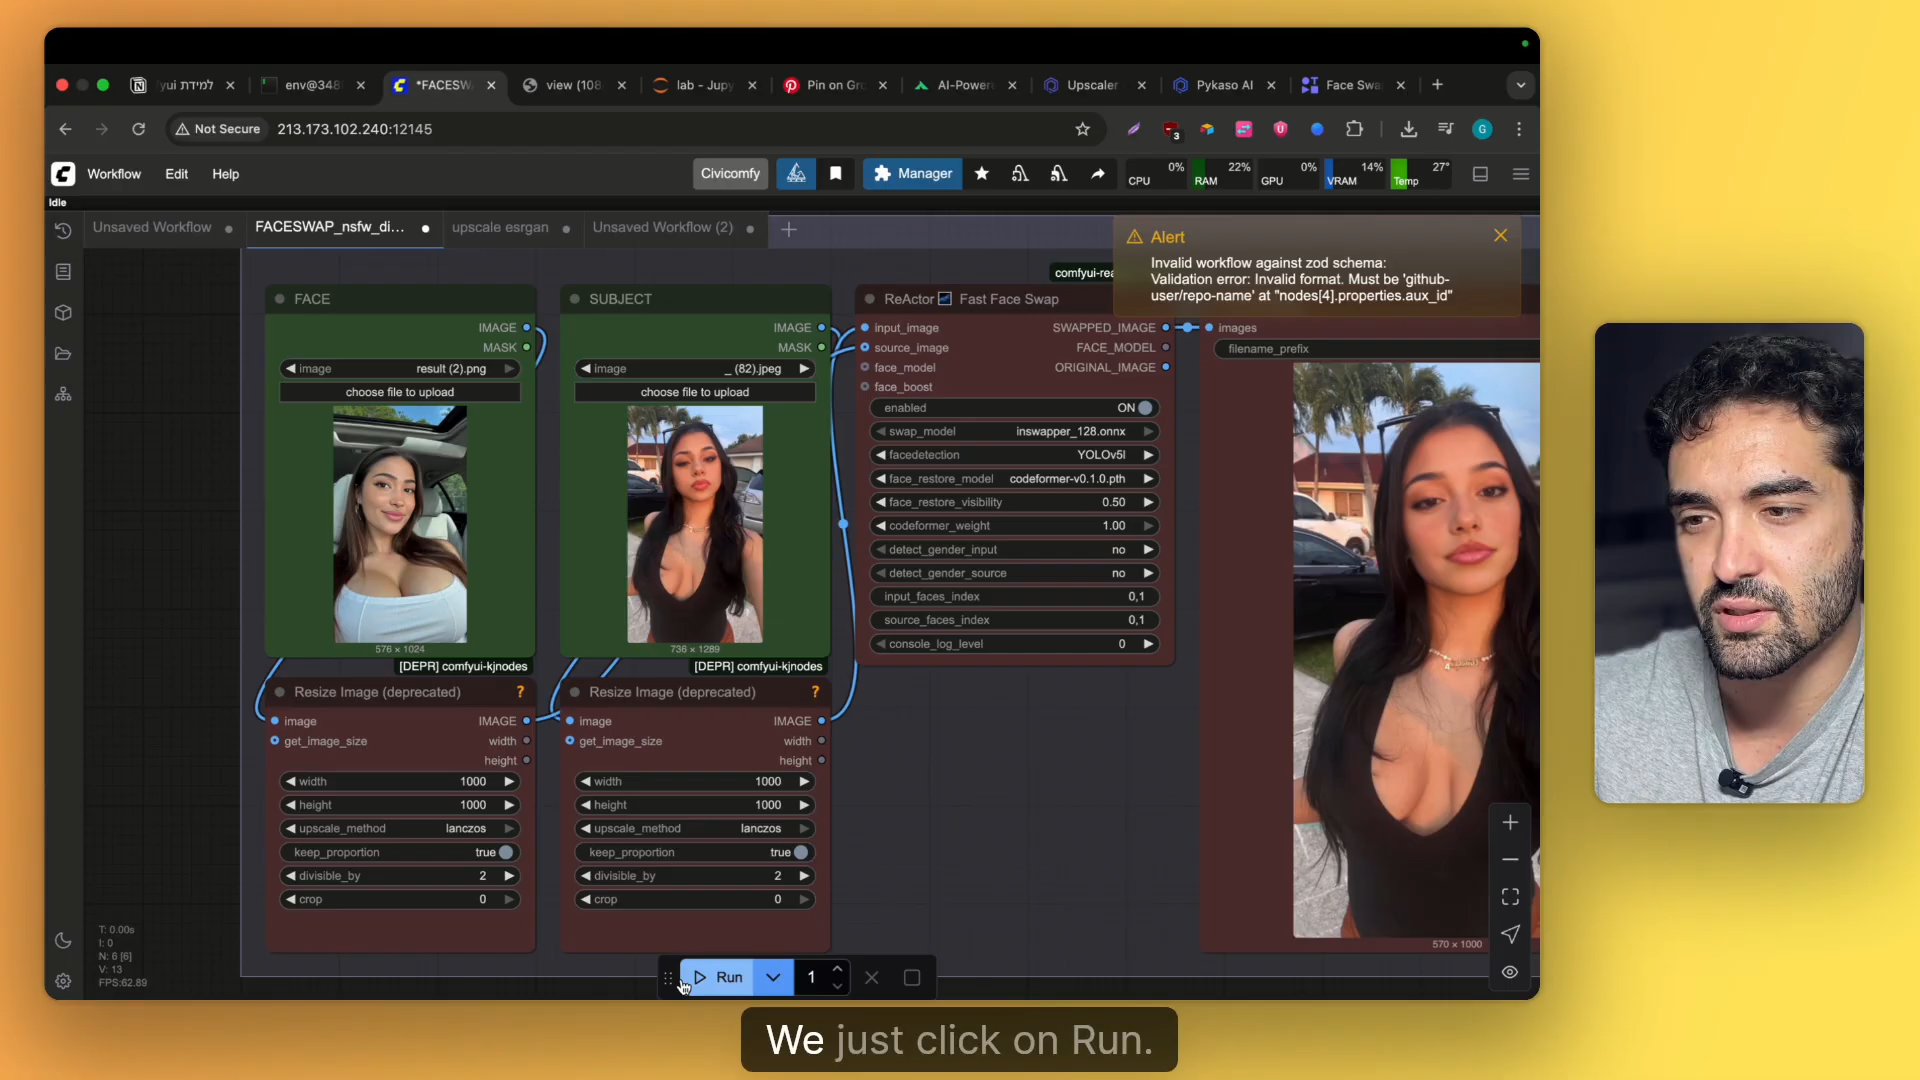 yui למידת
env@348
*FACESW
view (108
lab - Jupy
Pin on Gr
AI-Power
Upscaler
Pykaso AI
Face Swa
Not Secure
213.173.102.240:12145
3
G
Workflow
Edit
Help
Civicomfy
Manager
CPU 0%
RAM 22%
GPU 0%
VRAM 14%
Temp 27°
Idle
Unsaved Workflow
FACESWAP_nsfw_di...
upscale esrgan
Unsaved Workflow (2)
Alert
Invalid workflow against zod schema:
Validation error: Invalid format. Must be 'github-
user/repo-name' at "nodes[4].properties.aux_id"
comfyui-rea
FACE
IMAGE
MASK
image result (2).png
choose file to upload
576 × 1024
[DEPR] comfyui-kjnodes
SUBJECT
IMAGE
MASK
image _ (82).jpeg
choose file to upload
736 × 1289
[DEPR] comfyui-kjnodes
ReActor Fast Face Swap
input_image SWAPPED_IMAGE
source_image FACE_MODEL
face_model ORIGINAL_IMAGE
face_boost
enabled ON
swap_model inswapper_128.onnx
facedetection YOLOv5l
face_restore_model codeformer-v0.1.0.pth
face_restore_visibility 0.50
codeformer_weight 1.00
detect_gender_input no
detect_gender_source no
input_faces_index 0,1
source_faces_index 0,1
console_log_level 0
images
filename_prefix
570 × 1000
Resize Image (deprecated) ?
image IMAGE
get_image_size width
height
width 1000
height 1000
upscale_method lanczos
keep_proportion true
divisible_by 2
crop 0
Resize Image (deprecated) ?
image IMAGE
get_image_size width
height
width 1000
height 1000
upscale_method lanczos
keep_proportion true
divisible_by 2
crop 0
T: 0.00s
I: 0
N: 6 [6]
V: 13
FPS:62.89
Run
1
We just click on Run.